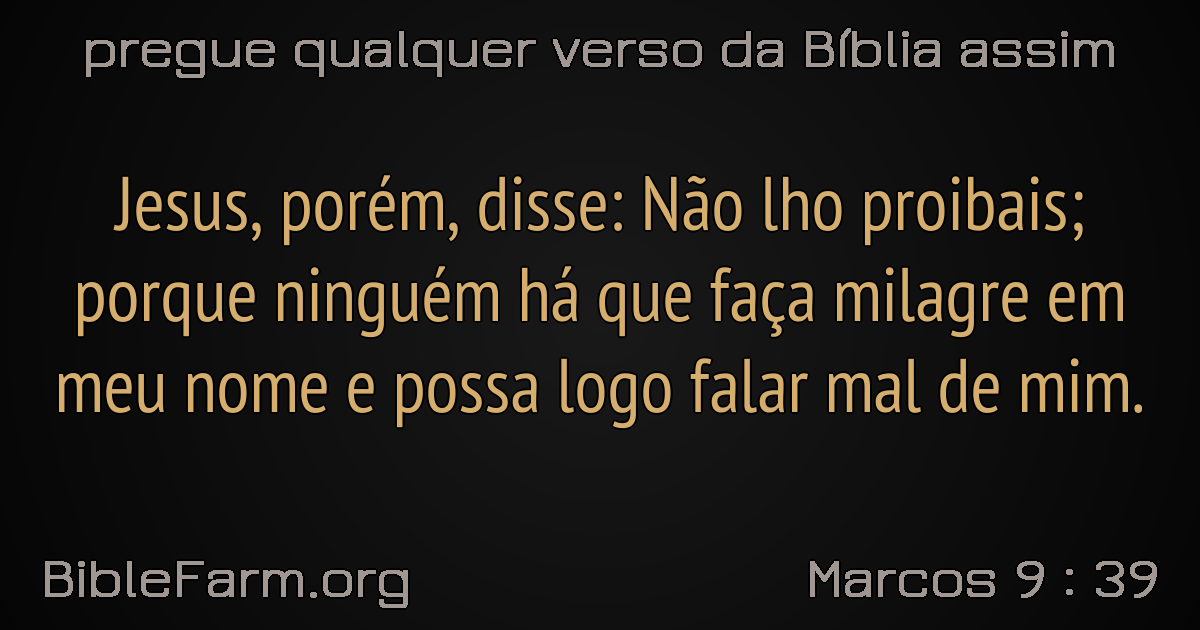 pregue qualquer verso da Bíblia assim
Jesus, porém, disse: Não lho proibais;
porque ninguém há que faça milagre em
meu nome e possa logo falar mal de mim.
BibleFarm.org
Marcos 9 : 39